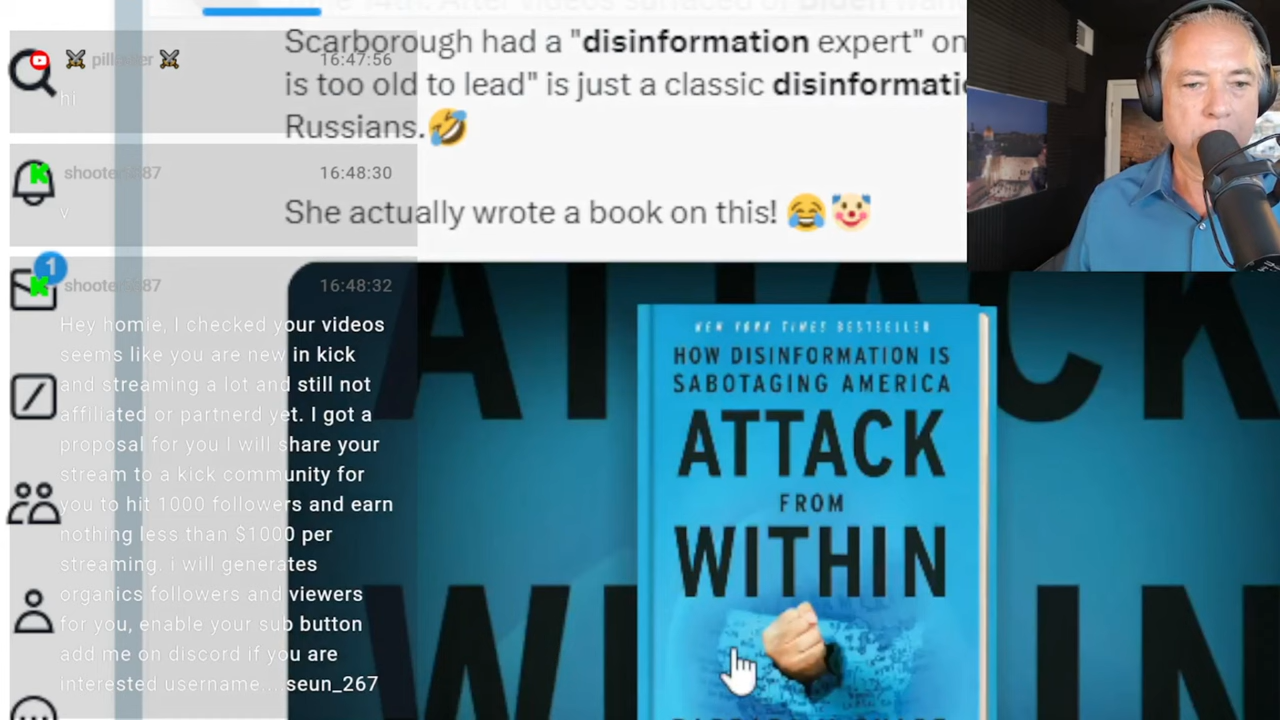 Scarborough had a "disinformation expert" on
is too old to lead" is just a classic
Russians.🤣
She actually wrote a book on this! 😂🤡
16:47:56
hi
16:48:30
y
1
16:48:32
Hey homie, I checked your videos
seems like you are new in kick
and streaming a lot and still not
affiliated or partnerd yet. I got a
proposal for you I will share your
stream to a kick community for
you to hit 1000 followers and earn
nothing less than $1000 per
streaming. i will generates
organics followers and viewers
for you, enable your sub button
add me on discord if you are
interested username....seun_267
NEW YORK TIMES BESTSELLER
HOW DISINFORMATION IS
SABOTAGING AMERICA
ATTACK
FROM
WITHIN